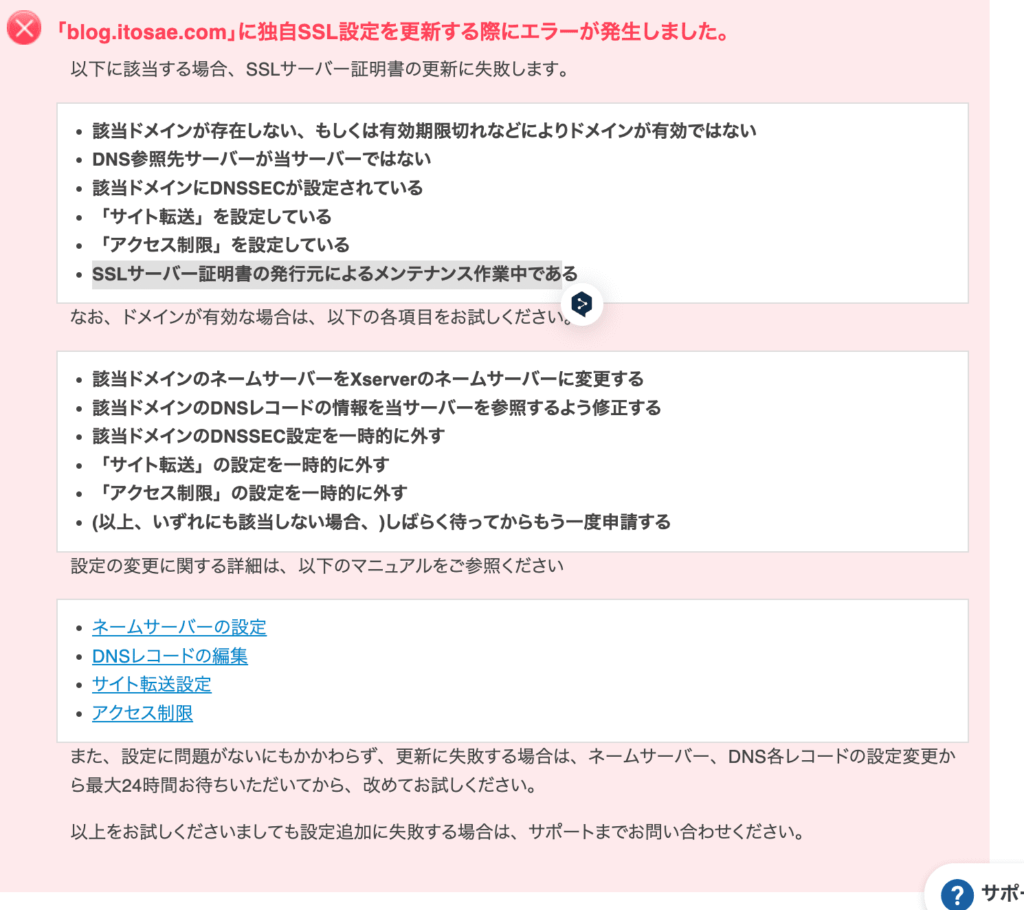 「blog.itosae.com」に独自SSL設定を更新する際にエラーが発生しました。
以下に該当する場合、SSLサーバー証明書の更新に失敗します。
• 該当ドメインが存在しない、もしくは有効期限切れなどによりドメインが有効ではない
• DNS参照先サーバーが当サーバーではない
• 該当ドメインにDNSSECが設定されている
• 「サイト転送」を設定している
• 「アクセス制限」を設定している
• SSLサーバー証明書の発行元によるメンテナンス作業中である
なお、ドメインが有効な場合は、以下の各項目をお試しください。
• 該当ドメインのネームサーバーをXserverのネームサーバーに変更する
• 該当ドメインのDNSレコードの情報を当サーバーを参照するよう修正する
• 該当ドメインのDNSSEC設定を一時的に外す
• 「サイト転送」の設定を一時的に外す
• 「アクセス制限」の設定を一時的に外す
• (以上、いずれにも該当しない場合、)しばらく待ってからもう一度申請する
設定の変更に関する詳細は、以下のマニュアルをご参照ください
• ネームサーバーの設定
• DNSレコードの編集
• サイト転送設定
• アクセス制限
また、設定に問題がないにもかかわらず、更新に失敗する場合は、ネームサーバー、DNS各レコードの設定変更か
ら最大24時間お待ちいただいてから、改めてお試しください。
以上をお試しくださいましても設定追加に失敗する場合は、サポートまでお問い合わせください。
? サポー